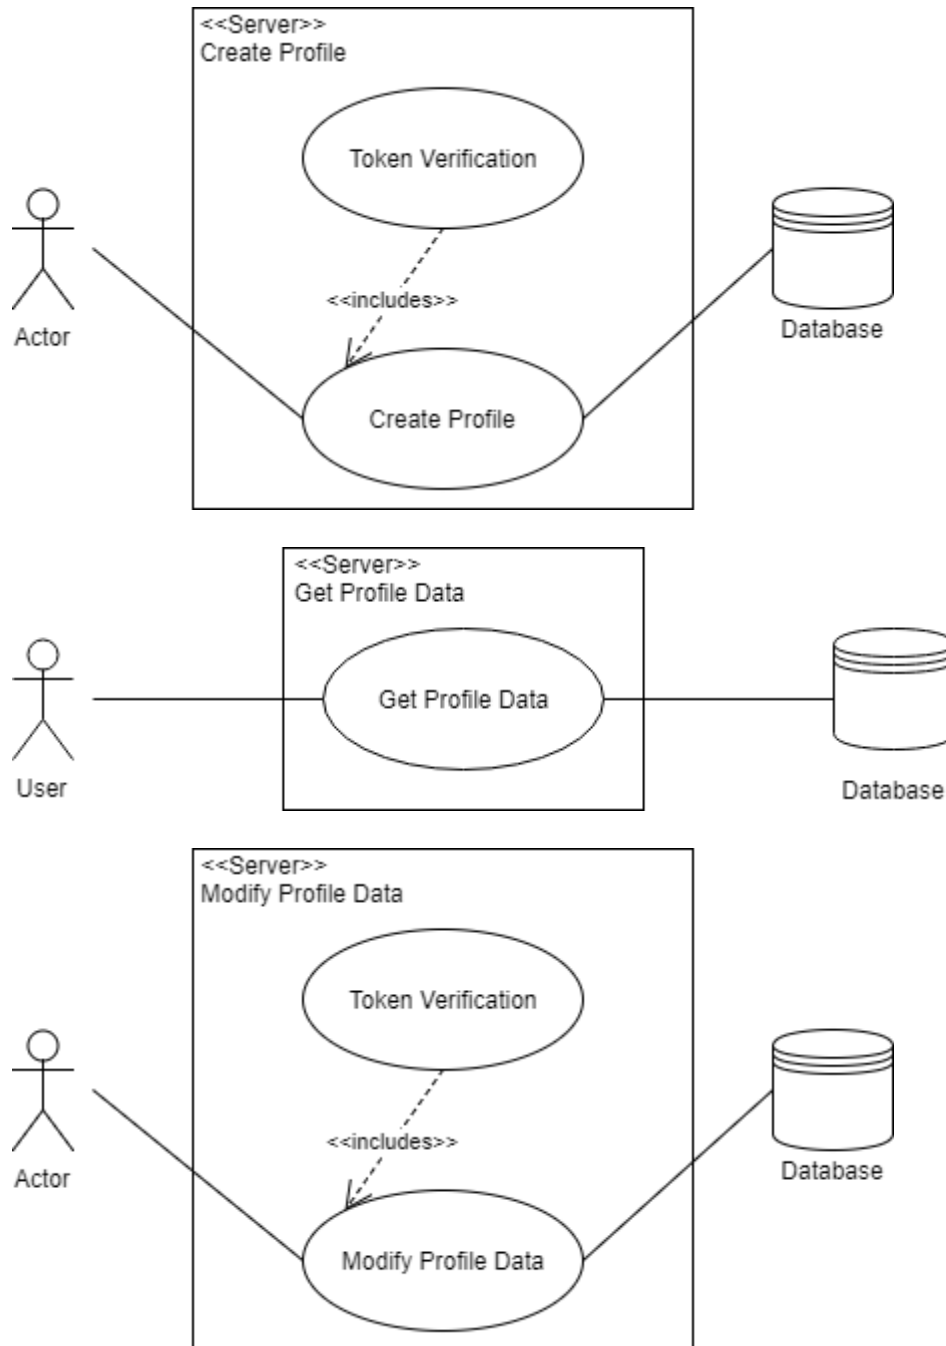 <<Server>>
Create Profile
Token Verification
<<includes>>
Actor
Database
Create Profile
<<Server>>
Get Profile Data
Get Profile Data
User
Database
<<Server>>
Modify Profile Data
Token Verification
<<includes>>
Actor
Database
Modify Profile Data